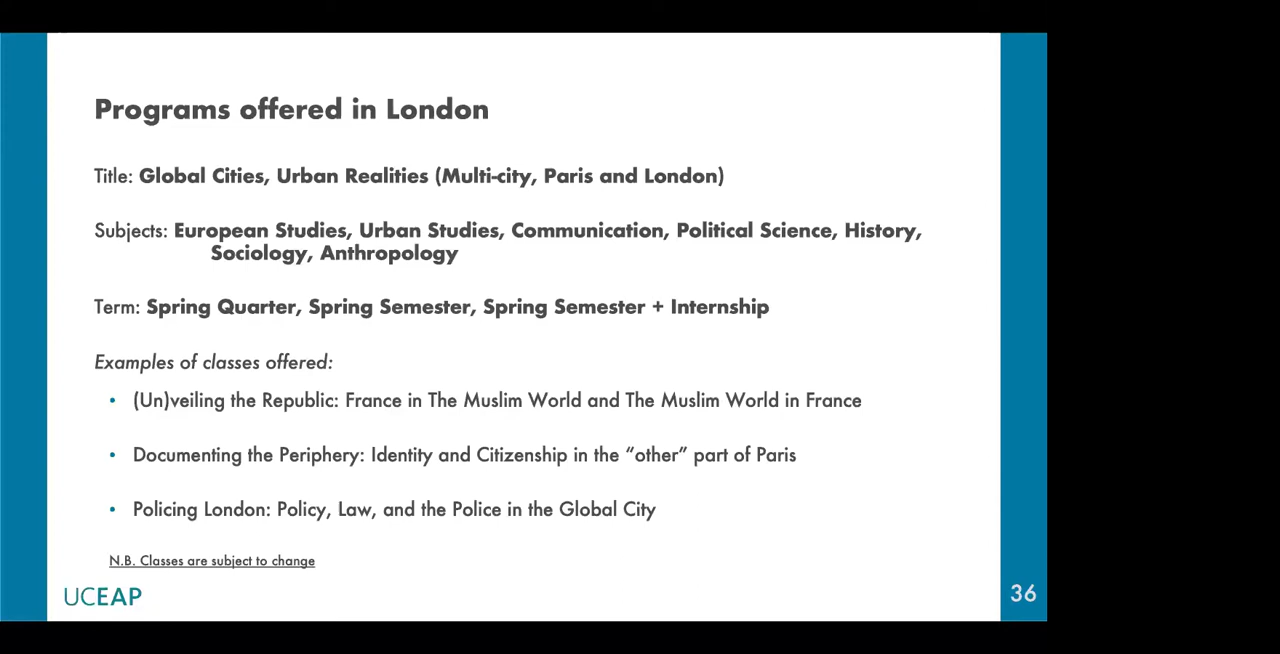 Programs offered in London
Title: Global Cities, Urban Realities (Multi-city, Paris and London)
Subjects: European Studies, Urban Studies, Communication, Political Science, History,
Sociology, Anthropology
Term: Spring Quarter, Spring Semester, Spring Semester + Internship
Examples of classes offered:
• (Un)veiling the Republic: France in The Muslim World and The Muslim World in France
• Documenting the Periphery: Identity and Citizenship in the “other” part of Paris
• Policing London: Policy, Law, and the Police in the Global City
N.B. Classes are subject to change
UCEAP
36